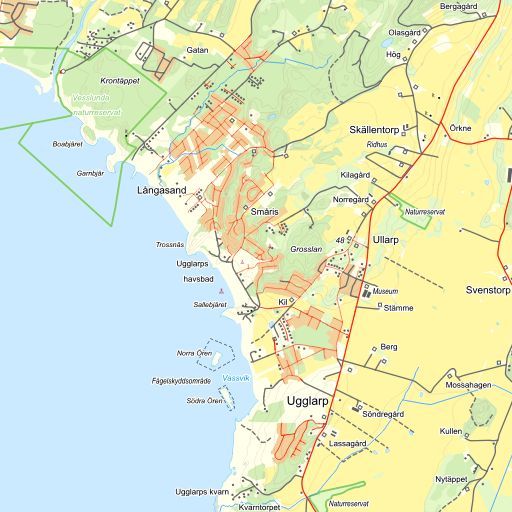 Bergagård
Olasgård
Gatan
Hög
Krontäppet
Vesslunda
naturreservat
Skällentorp
Örkne
Boabjäret
Ridhus
Garnbjär
Kilagård
Långasand
Norregård
Småris
Naturreservat
Trossnäs
48
Ullarp
Grosslan
Ugglarps
havsbad
Svenstorp
Museum
Sallebjäret
Kil
Stämme
Norra Ören
Berg
Vassvik
Fågelskyddsområde
Mossahagen
Södra Ören
Ugglarp
Söndregård
Kullen
Lassagård
Nytäppet
Ugglarps kvarn
Naturreservat
Kvarntorpet